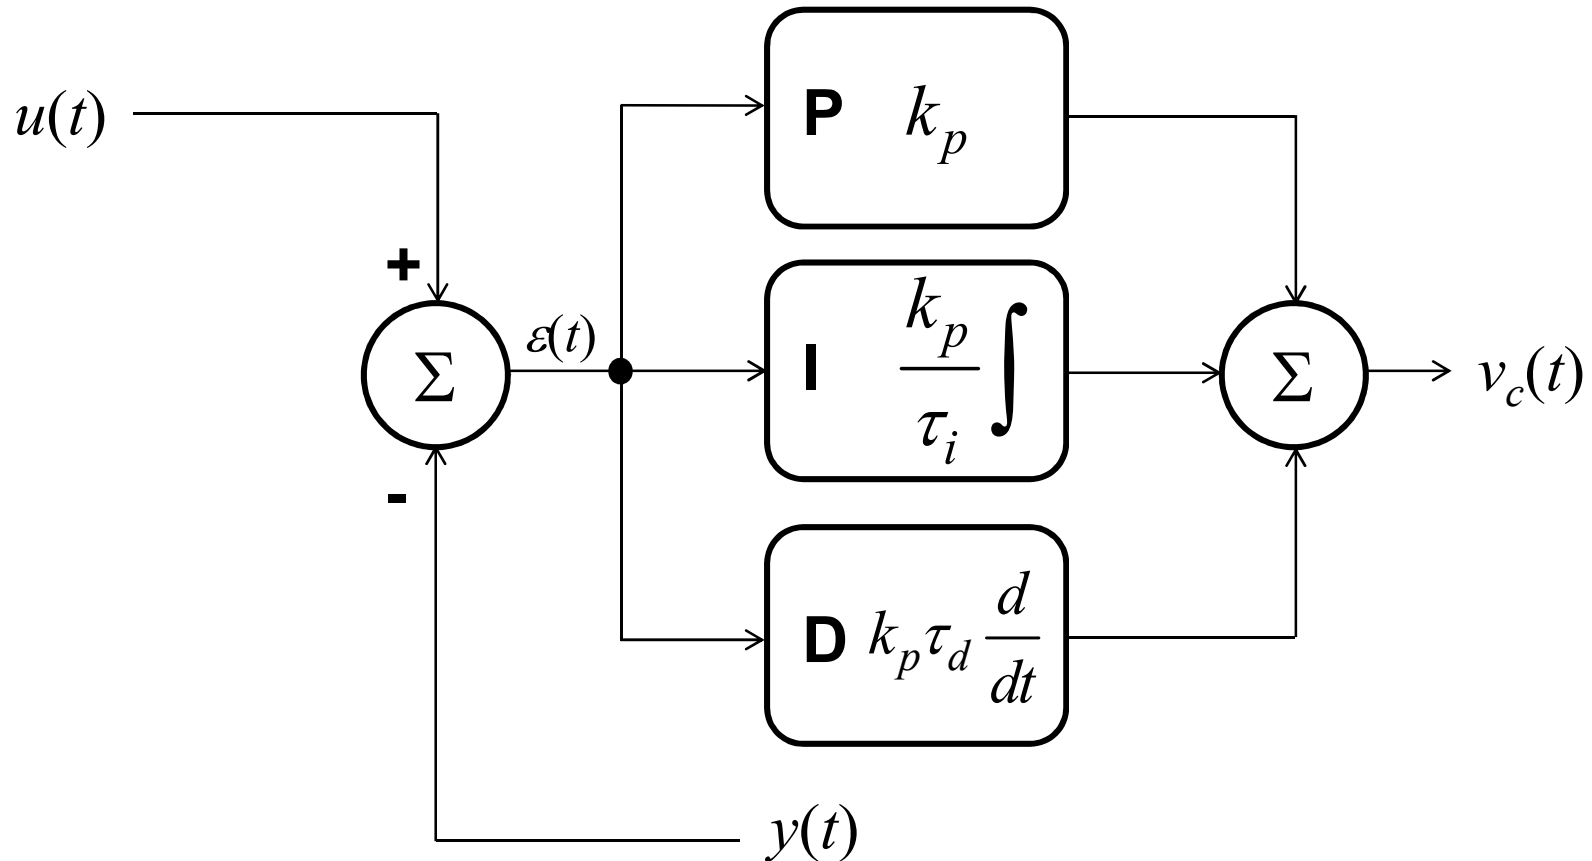 u(t)
P k_p
+
Σ
ε(t)
I k_p/τ_i ∫
Σ
v_c(t)
-
D k_p τ_d d/dt
y(t)